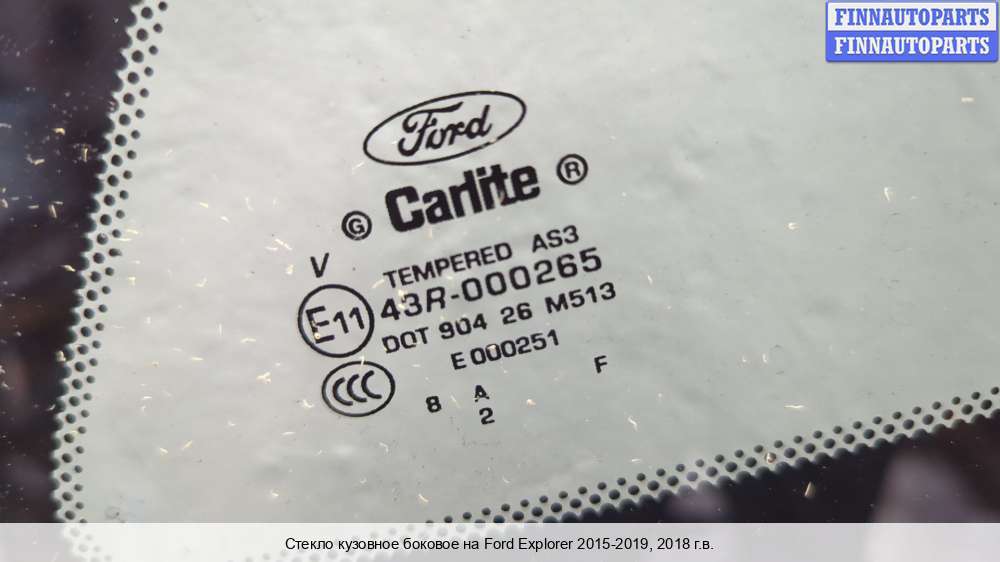 FINNAUTOPARTS
FINNAUTOPARTS
Ford
G Carlite ®
V
TEMPERED AS3
E11 43R-000265
DOT 904 26 M513
E000251
CCC
8 A F
2
Стекло кузовное боковое на Ford Explorer 2015-2019, 2018 г.в.